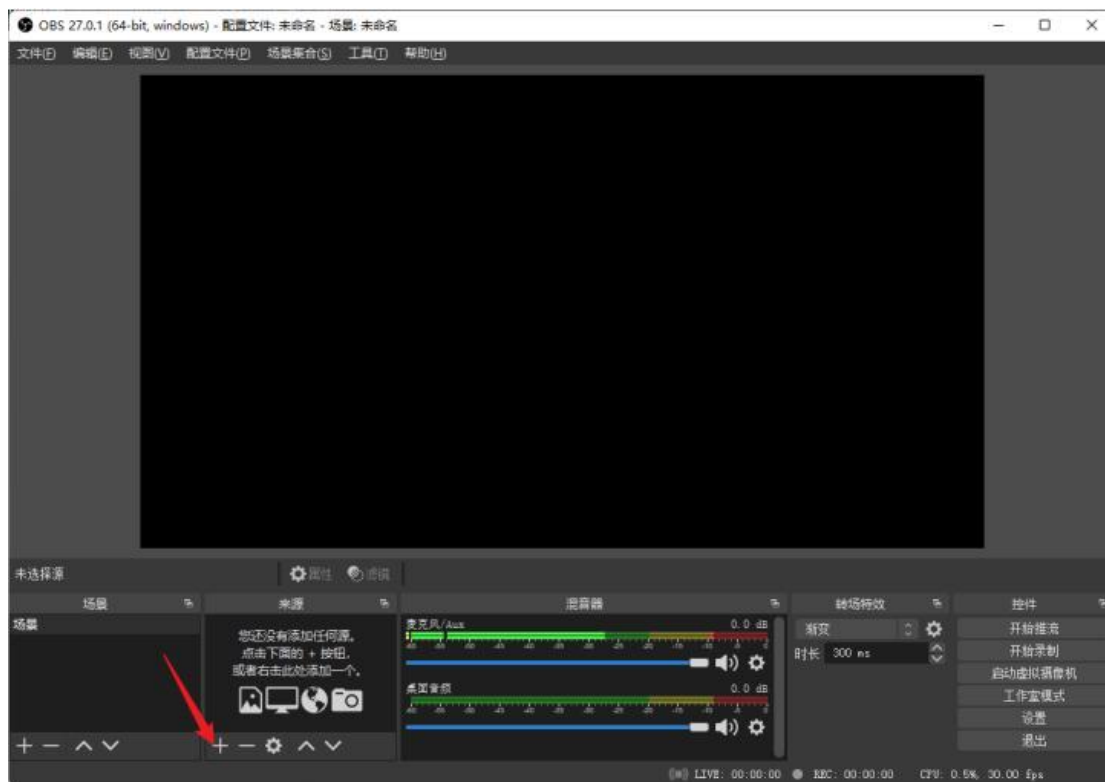 OBS 27.0.1 (64-bit, windows) - 配置文件: 未命名 - 场景: 未命名
文件(F) 编辑(E) 视图(V) 配置文件(P) 场景集合(S) 工具(T) 帮助(H)
未选择源
属性 滤镜
场景
场景
来源
您还没有添加任何源。
点击下面的 + 按钮，
或者右击此处添加一个。
混音器
麦克风/Aux 0.0 dB
桌面音频 0.0 dB
转场特效
渐变
时长 300 ms
控件
开始推流
开始录制
启动虚拟摄像机
工作室模式
设置
退出
LIVE: 00:00:00 REC: 00:00:00 CPU: 0.5%, 30.00 fps